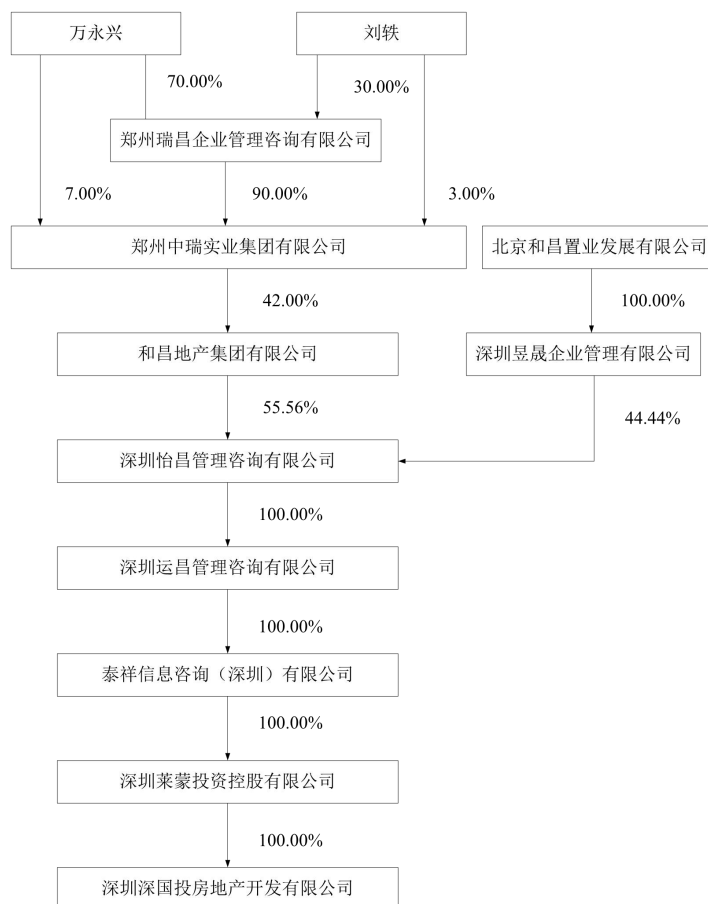 万永兴
刘轶
70.00%
30.00%
郑州瑞昌企业管理咨询有限公司
7.00%
90.00%
3.00%
郑州中瑞实业集团有限公司
北京和昌置业发展有限公司
42.00%
100.00%
和昌地产集团有限公司
深圳昱晟企业管理有限公司
55.56%
44.44%
深圳怡昌管理咨询有限公司
100.00%
深圳运昌管理咨询有限公司
100.00%
泰祥信息咨询（深圳）有限公司
100.00%
深圳莱蒙投资控股有限公司
100.00%
深圳深国投房地产开发有限公司